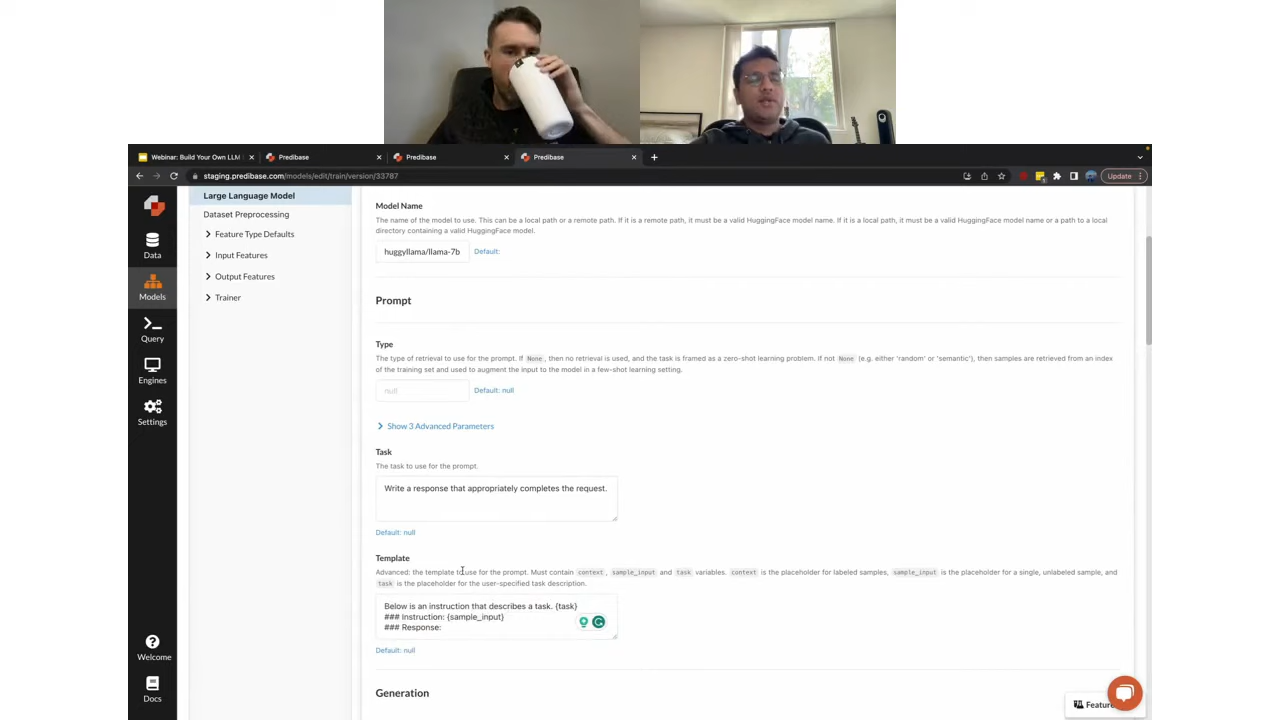 Webinar: Build Your Own LLM
Predibase
Predibase
Predibase
staging.predibase.com/models/edit/train/version/33787
Update
Data
Models
Query
Engines
Settings
Welcome
Docs
Large Language Model
Dataset Preprocessing
Feature Type Defaults
Input Features
Output Features
Trainer
Model Name
The name of the model to use. This can be a local path or a remote path. If it is a remote path, it must be a valid HuggingFace model name. If it is a local path, it must be a valid HuggingFace model name or a path to a local
directory containing a valid HuggingFace model.
huggyllama/llama-7b
Default:
Prompt
Type
The type of retrieval to use for the prompt. If None, then no retrieval is used, and the task is framed as a zero-shot learning problem. If not None (e.g. either 'random' or 'semantic'), then samples are retrieved from an index
of the training set and used to augment the input to the model in a few-shot learning setting.
null
Default: null
Show 3 Advanced Parameters
Task
The task to use for the prompt.
Write a response that appropriately completes the request.
Default: null
Template
Advanced: the template to use for the prompt. Must contain context, sample_input and task variables. context is the placeholder for labeled samples, sample_input is the placeholder for a single, unlabeled sample, and
task is the placeholder for the user-specified task description.
Below is an instruction that describes a task. {task}
### Instruction: {sample_input}
### Response:
Default: null
Generation
Feature